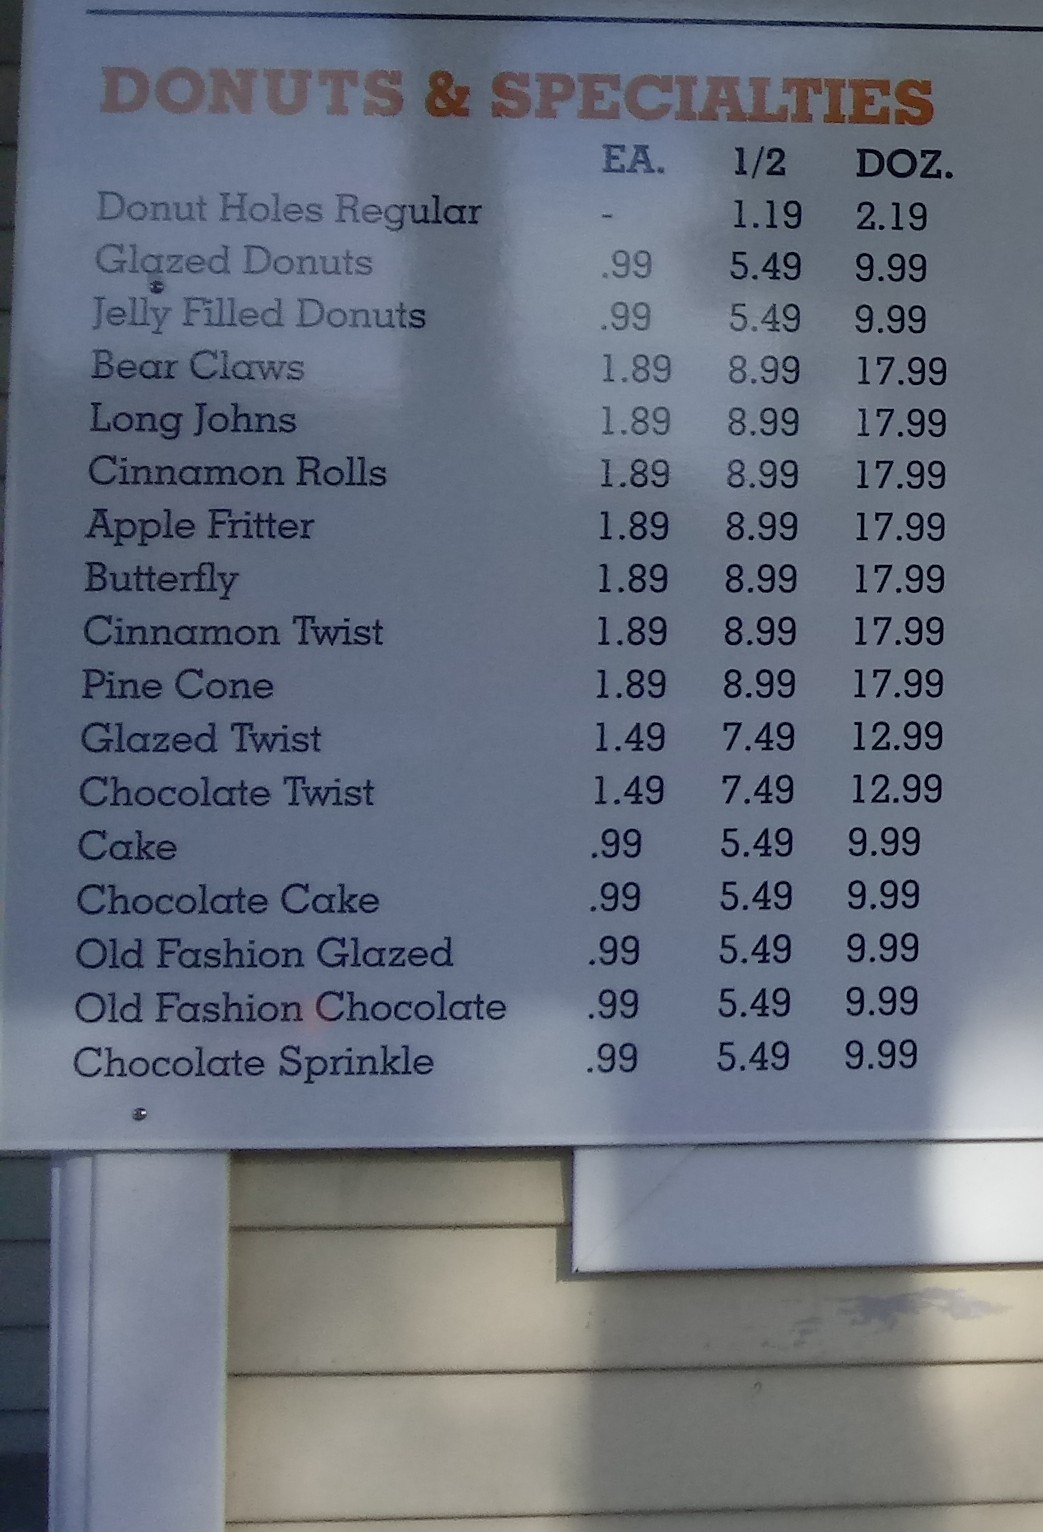 DONUTS & SPECIALTIES
EA. 1/2 DOZ.
Donut Holes Regular - 1.19 2.19
Glazed Donuts .99 5.49 9.99
Jelly Filled Donuts .99 5.49 9.99
Bear Claws 1.89 8.99 17.99
Long Johns 1.89 8.99 17.99
Cinnamon Rolls 1.89 8.99 17.99
Apple Fritter 1.89 8.99 17.99
Butterfly 1.89 8.99 17.99
Cinnamon Twist 1.89 8.99 17.99
Pine Cone 1.89 8.99 17.99
Glazed Twist 1.49 7.49 12.99
Chocolate Twist 1.49 7.49 12.99
Cake .99 5.49 9.99
Chocolate Cake .99 5.49 9.99
Old Fashion Glazed .99 5.49 9.99
Old Fashion Chocolate .99 5.49 9.99
Chocolate Sprinkle .99 5.49 9.99